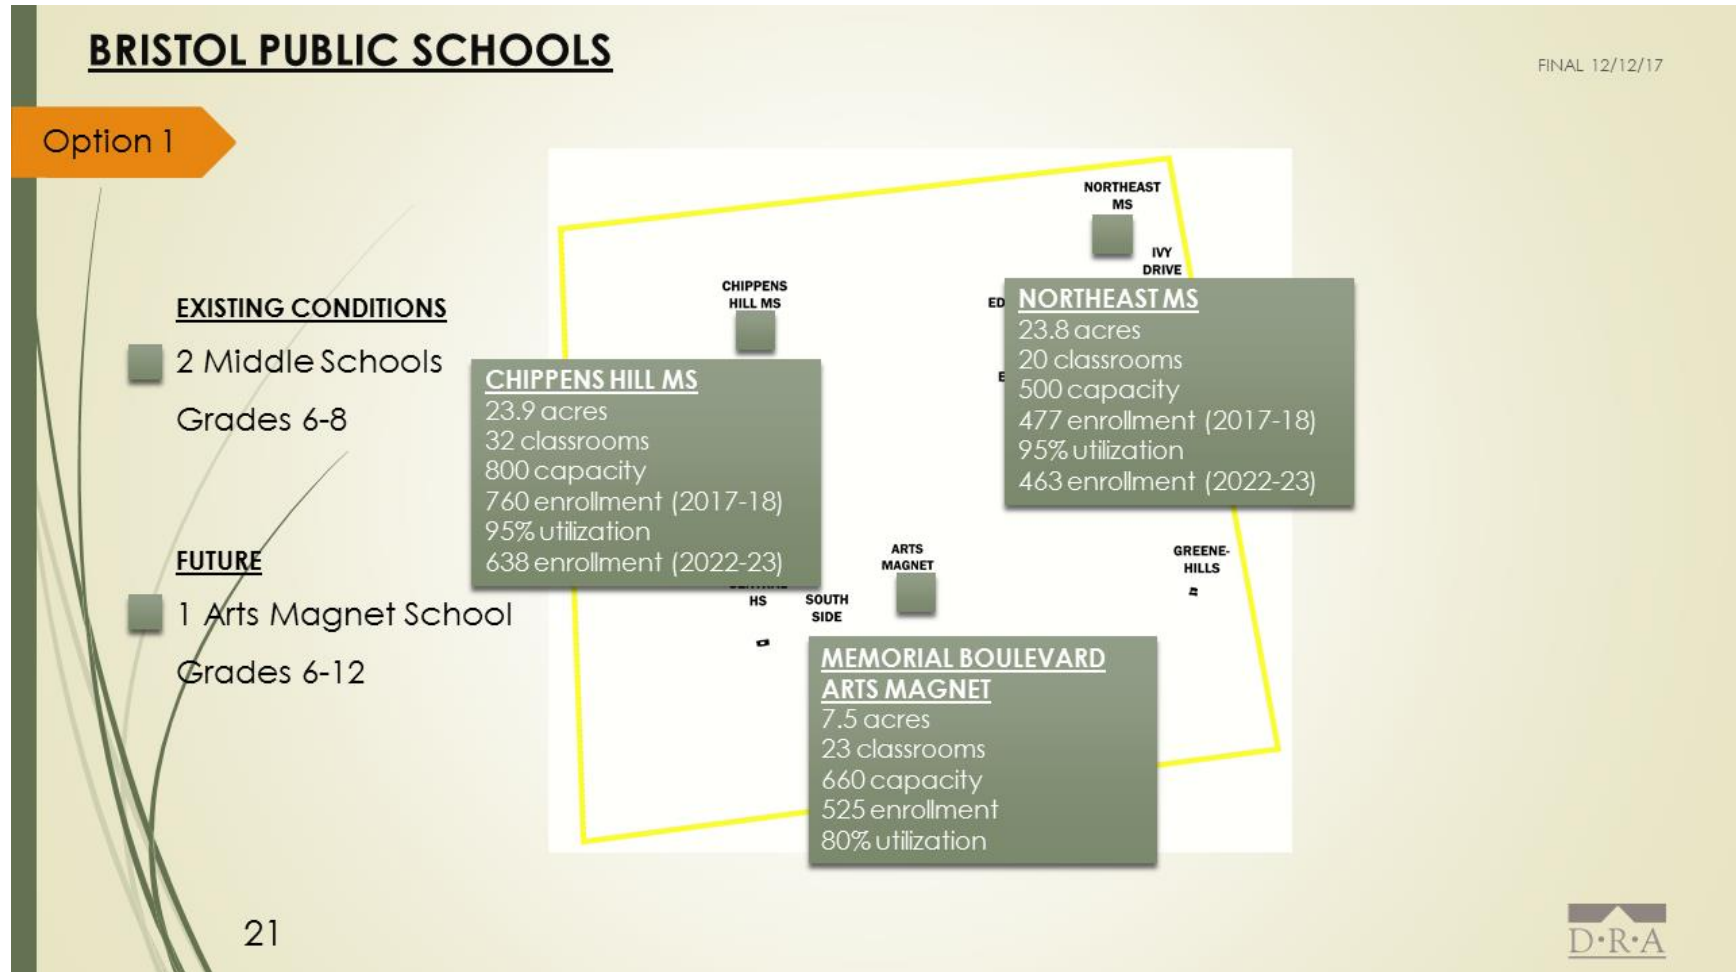 BRISTOL PUBLIC SCHOOLS
FINAL 12/12/17
Option 1
EXISTING CONDITIONS
2 Middle Schools
Grades 6-8
FUTURE
1 Arts Magnet School
Grades 6-12
NORTHEAST
MS
IVY
DRIVE
CHIPPENS
HILL MS
ED
E
NORTHEAST MS
23.8 acres
20 classrooms
500 capacity
477 enrollment (2017-18)
95% utilization
463 enrollment (2022-23)
CHIPPENS HILL MS
23.9 acres
32 classrooms
800 capacity
760 enrollment (2017-18)
95% utilization
638 enrollment (2022-23)
HS
SOUTH
SIDE
ARTS
MAGNET
GREENE-
HILLS
MEMORIAL BOULEVARD
ARTS MAGNET
7.5 acres
23 classrooms
660 capacity
525 enrollment
80% utilization
21
D·R·A